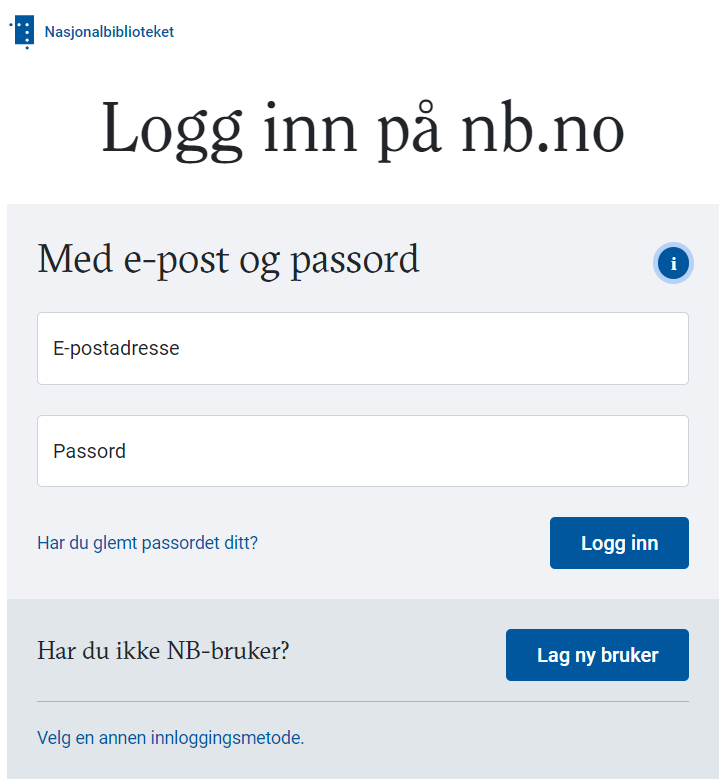 Nasjonalbiblioteket
Logg inn på nb.no
Med e-post og passord
i
E-postadresse
Passord
Har du glemt passordet ditt?
Logg inn
Har du ikke NB-bruker?
Lag ny bruker
Velg en annen innloggingsmetode.